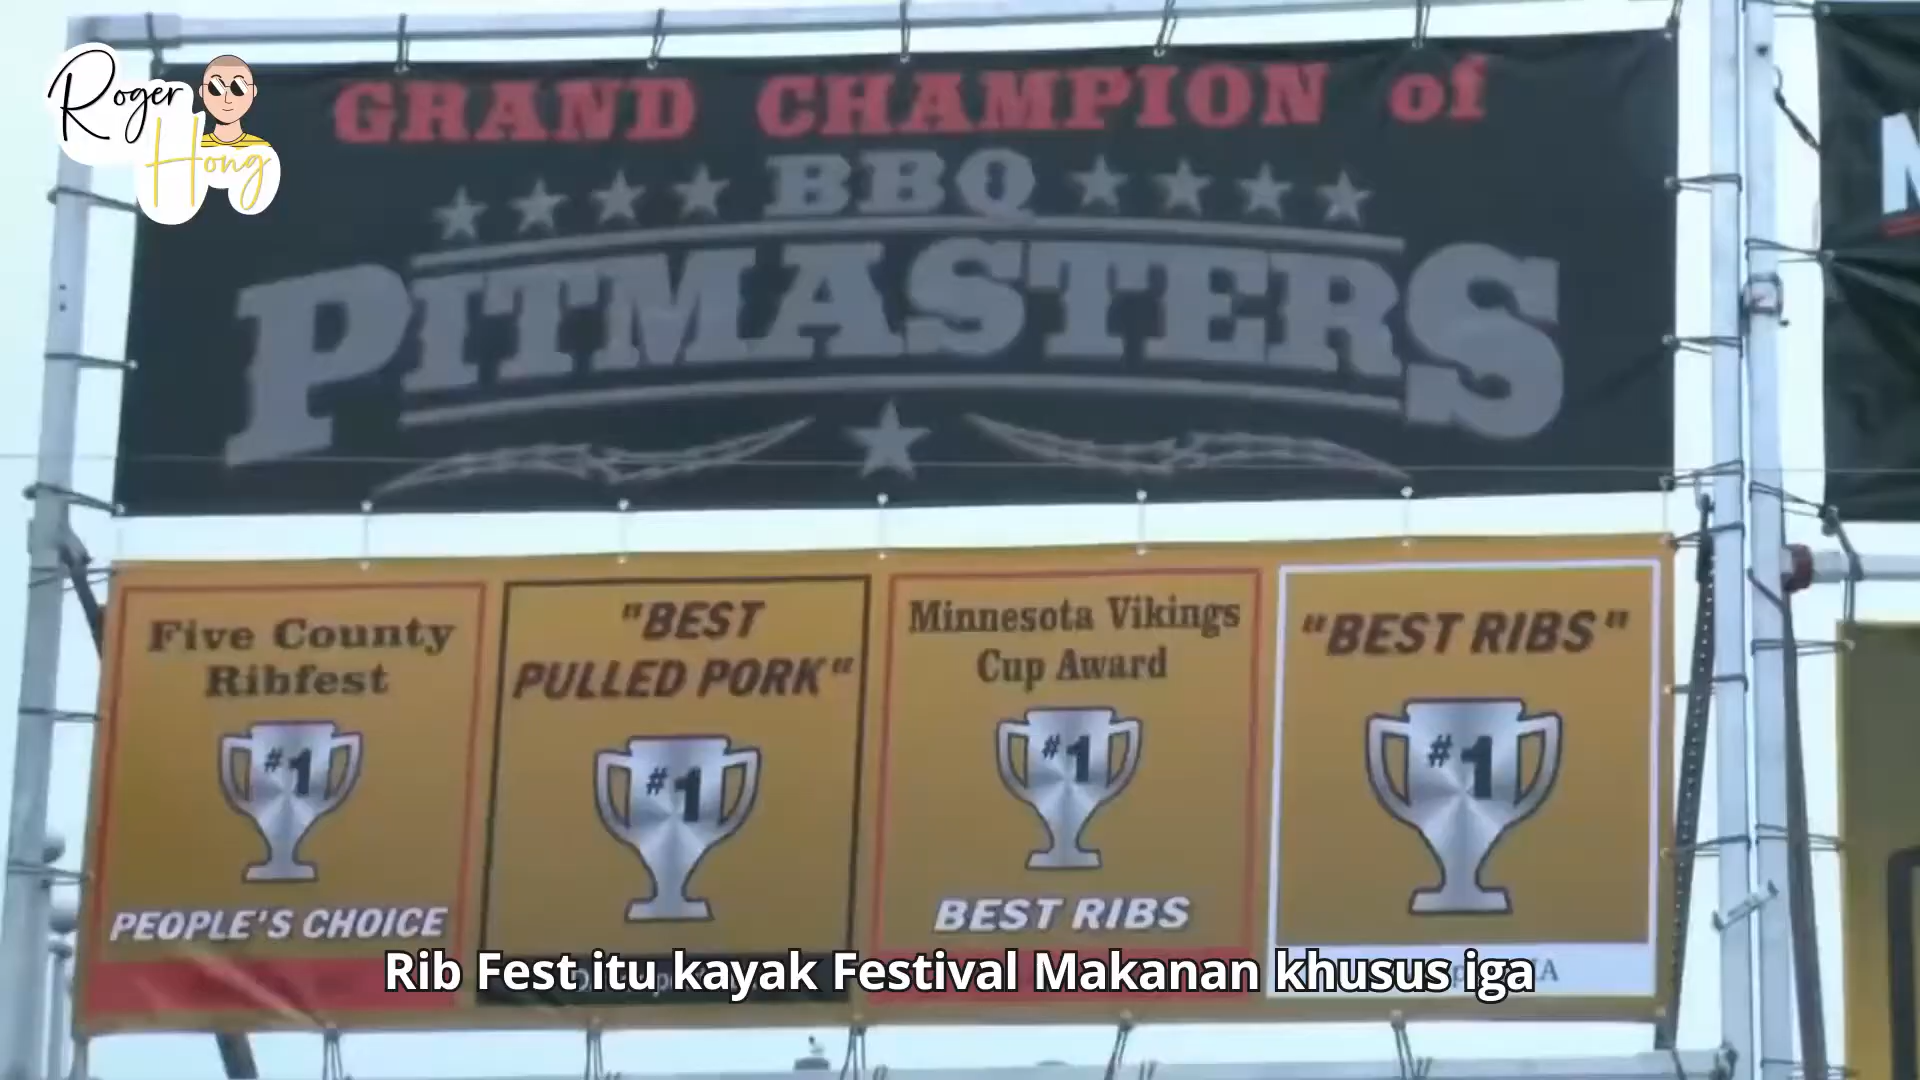 Roger
Hong
GRAND CHAMPION of
BBQ
PITMASTERS
Five County
Ribfest
#1
PEOPLE'S CHOICE
"BEST
PULLED PORK"
#1
Minnesota Vikings
Cup Award
#1
BEST RIBS
"BEST RIBS"
#1
Rib Fest itu kayak Festival Makanan khusus iga